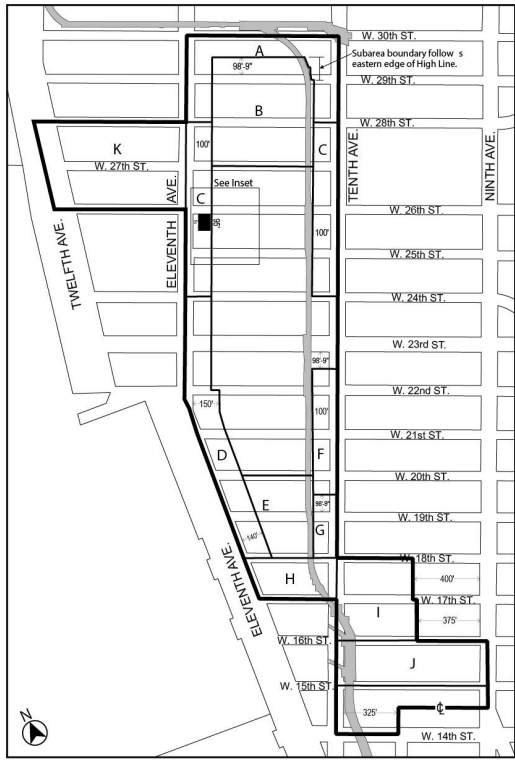 W. 30th ST.
A
Subarea boundary follow s
eastern edge of High Line.
98'-9"
W. 29th ST.
B
W. 28th ST.
K
C
100'
W. 27th ST.
AVE.
TENTH AVE.
NINTH AVE.
See Inset
C
W. 26th ST.
ELEVENTH
TWELFTH AVE.
100'
W. 25th ST.
W. 24th ST.
W. 23rd ST.
98'-9"
W. 22nd ST.
150'
100'
W. 21st ST.
D
F
W. 20th ST.
E
98'-9"
W. 19th ST.
G
140'
W. 18th ST.
H
400'
ELEVENTH AVE.
W. 17th ST.
I
375'
W. 16th ST.
J
W. 15th ST.
325'
W. 14th ST.
N